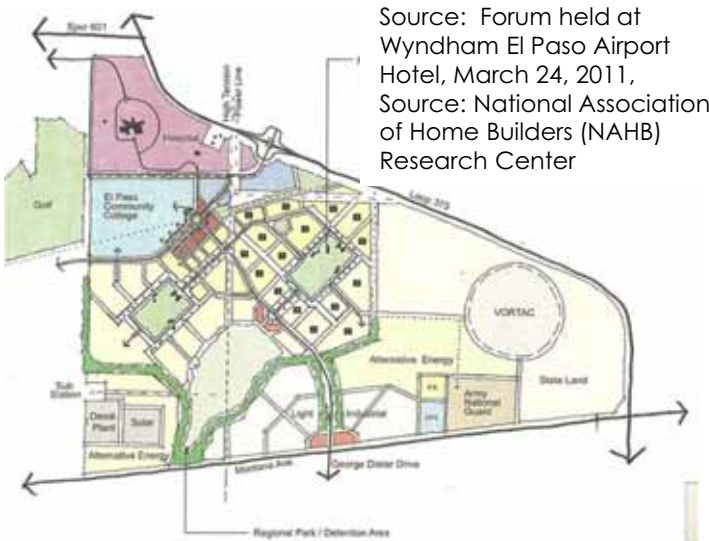 Source:  Forum held at
Wyndham El Paso Airport
Hotel, March 24, 2011,
Source: National Association
of Home Builders (NAHB)
Research Center
Spur 601
High Tension
Power Line
Hospital
Golf
El Paso
Community
College
Loop 375
VORTAC
Alternative Energy
State Land
Sub
Station
Army
National
Guard
Desal
Plant
Solar
Light
Industrial
Alternative Energy
Montana Ave.
George Dieter Drive
Regional Park / Detention Area